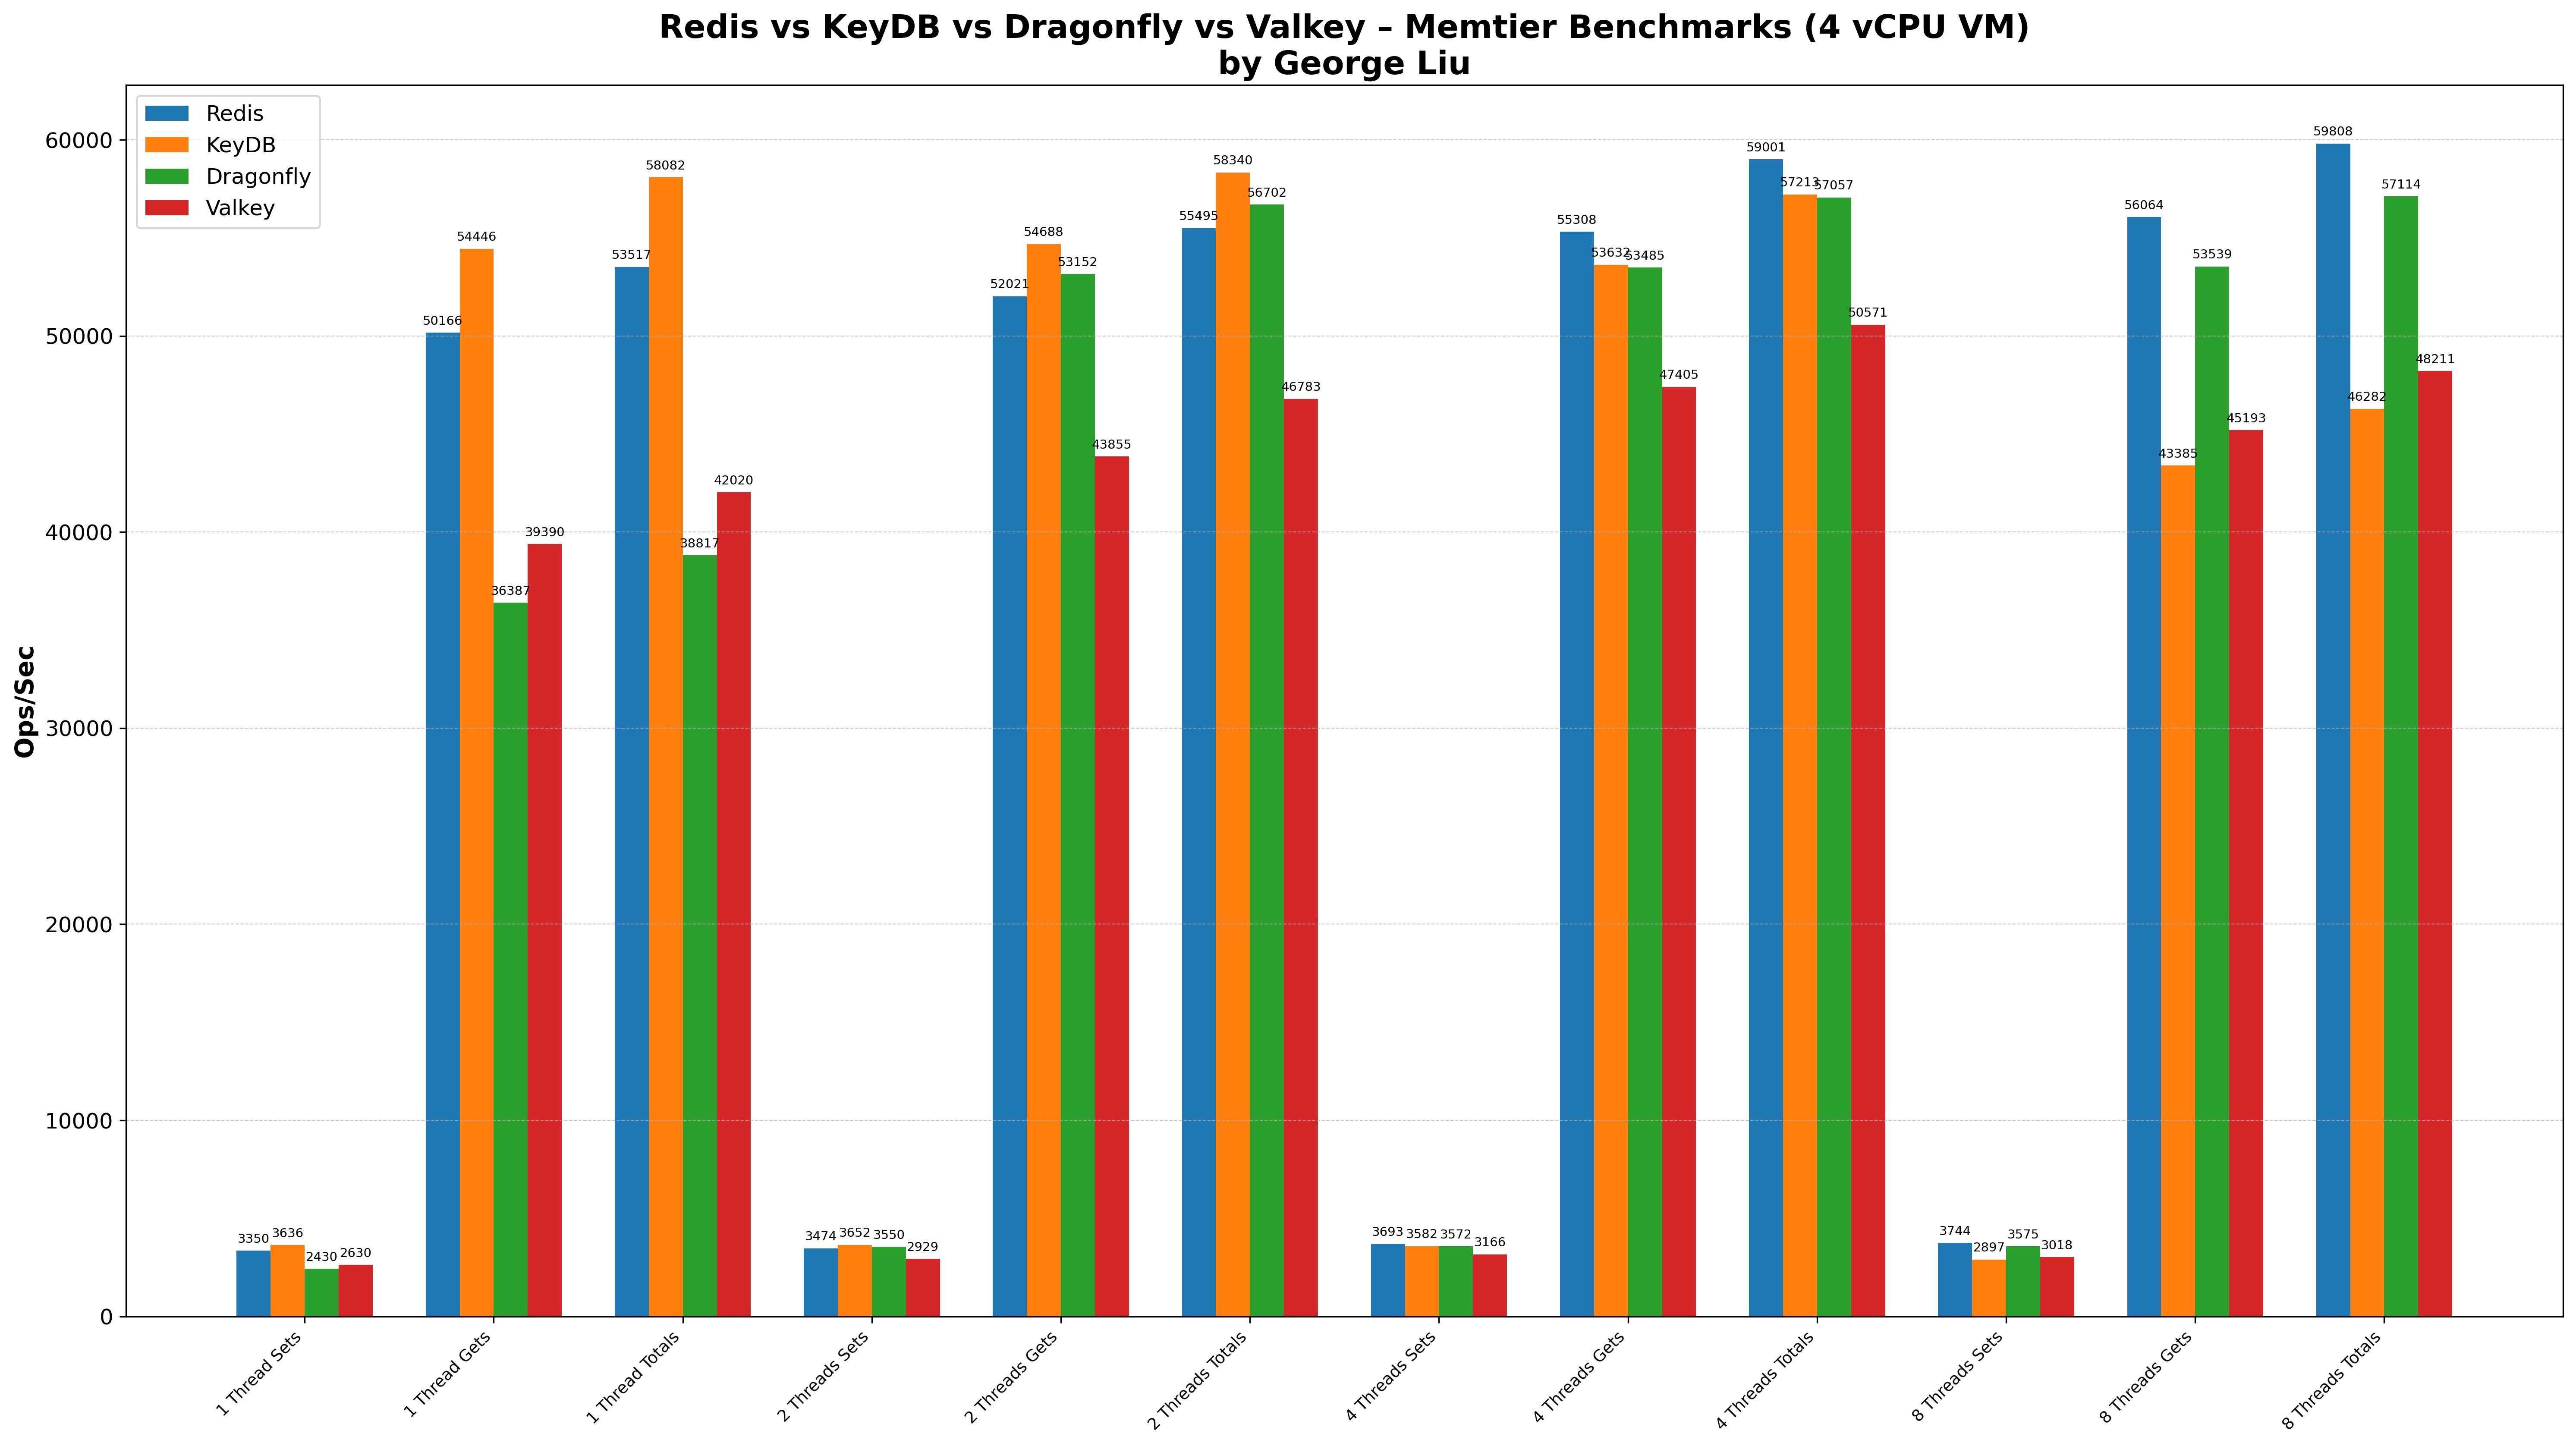 Redis vs KeyDB vs Dragonfly vs Valkey – Memtier Benchmarks (4 vCPU VM)
by George Liu
Redis
KeyDB
Dragonfly
Valkey
Ops/Sec
60000
50000
40000
30000
20000
10000
0
3350 3636 2430 2630
50166 54446 36387 39390
53517 58082 38817 42020
3474 3652 3550 2929
52021 54688 53152 43855
55495 58340 56702 46783
3693 3582 3572 3166
55308 53632 53485 47405
59001 57213 57057 50571
3744 2897 3575 3018
56064 43385 53539 45193
59808 46282 57114 48211
1 Thread Sets
1 Thread Gets
1 Thread Totals
2 Threads Sets
2 Threads Gets
2 Threads Totals
4 Threads Sets
4 Threads Gets
4 Threads Totals
8 Threads Sets
8 Threads Gets
8 Threads Totals